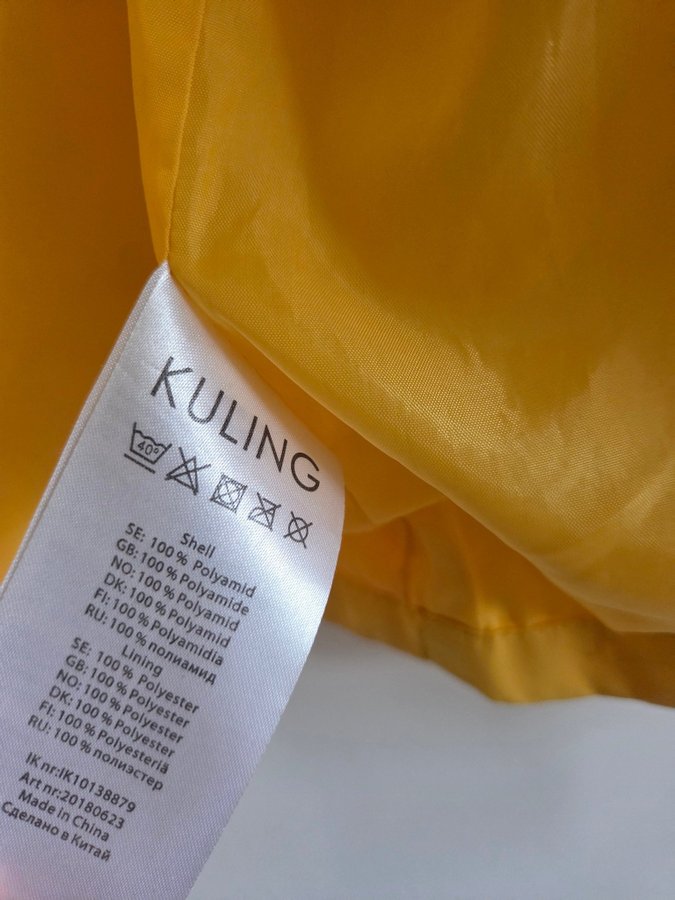 KULING
40°
Shell
SE: 100% Polyamid
GB: 100% Polyamide
NO: 100% Polyamid
DK: 100% Polyamid
FI: 100% Polyamidia
RU: 100% полиамид
Lining
SE: 100% Polyester
GB: 100% Polyester
NO: 100% Polyester
DK: 100% Polyester
FI: 100% Polyesteriä
RU: 100% полиэстер
IK nr:IK10138879
Art nr:20180623
Made in China
Сделано в Китай